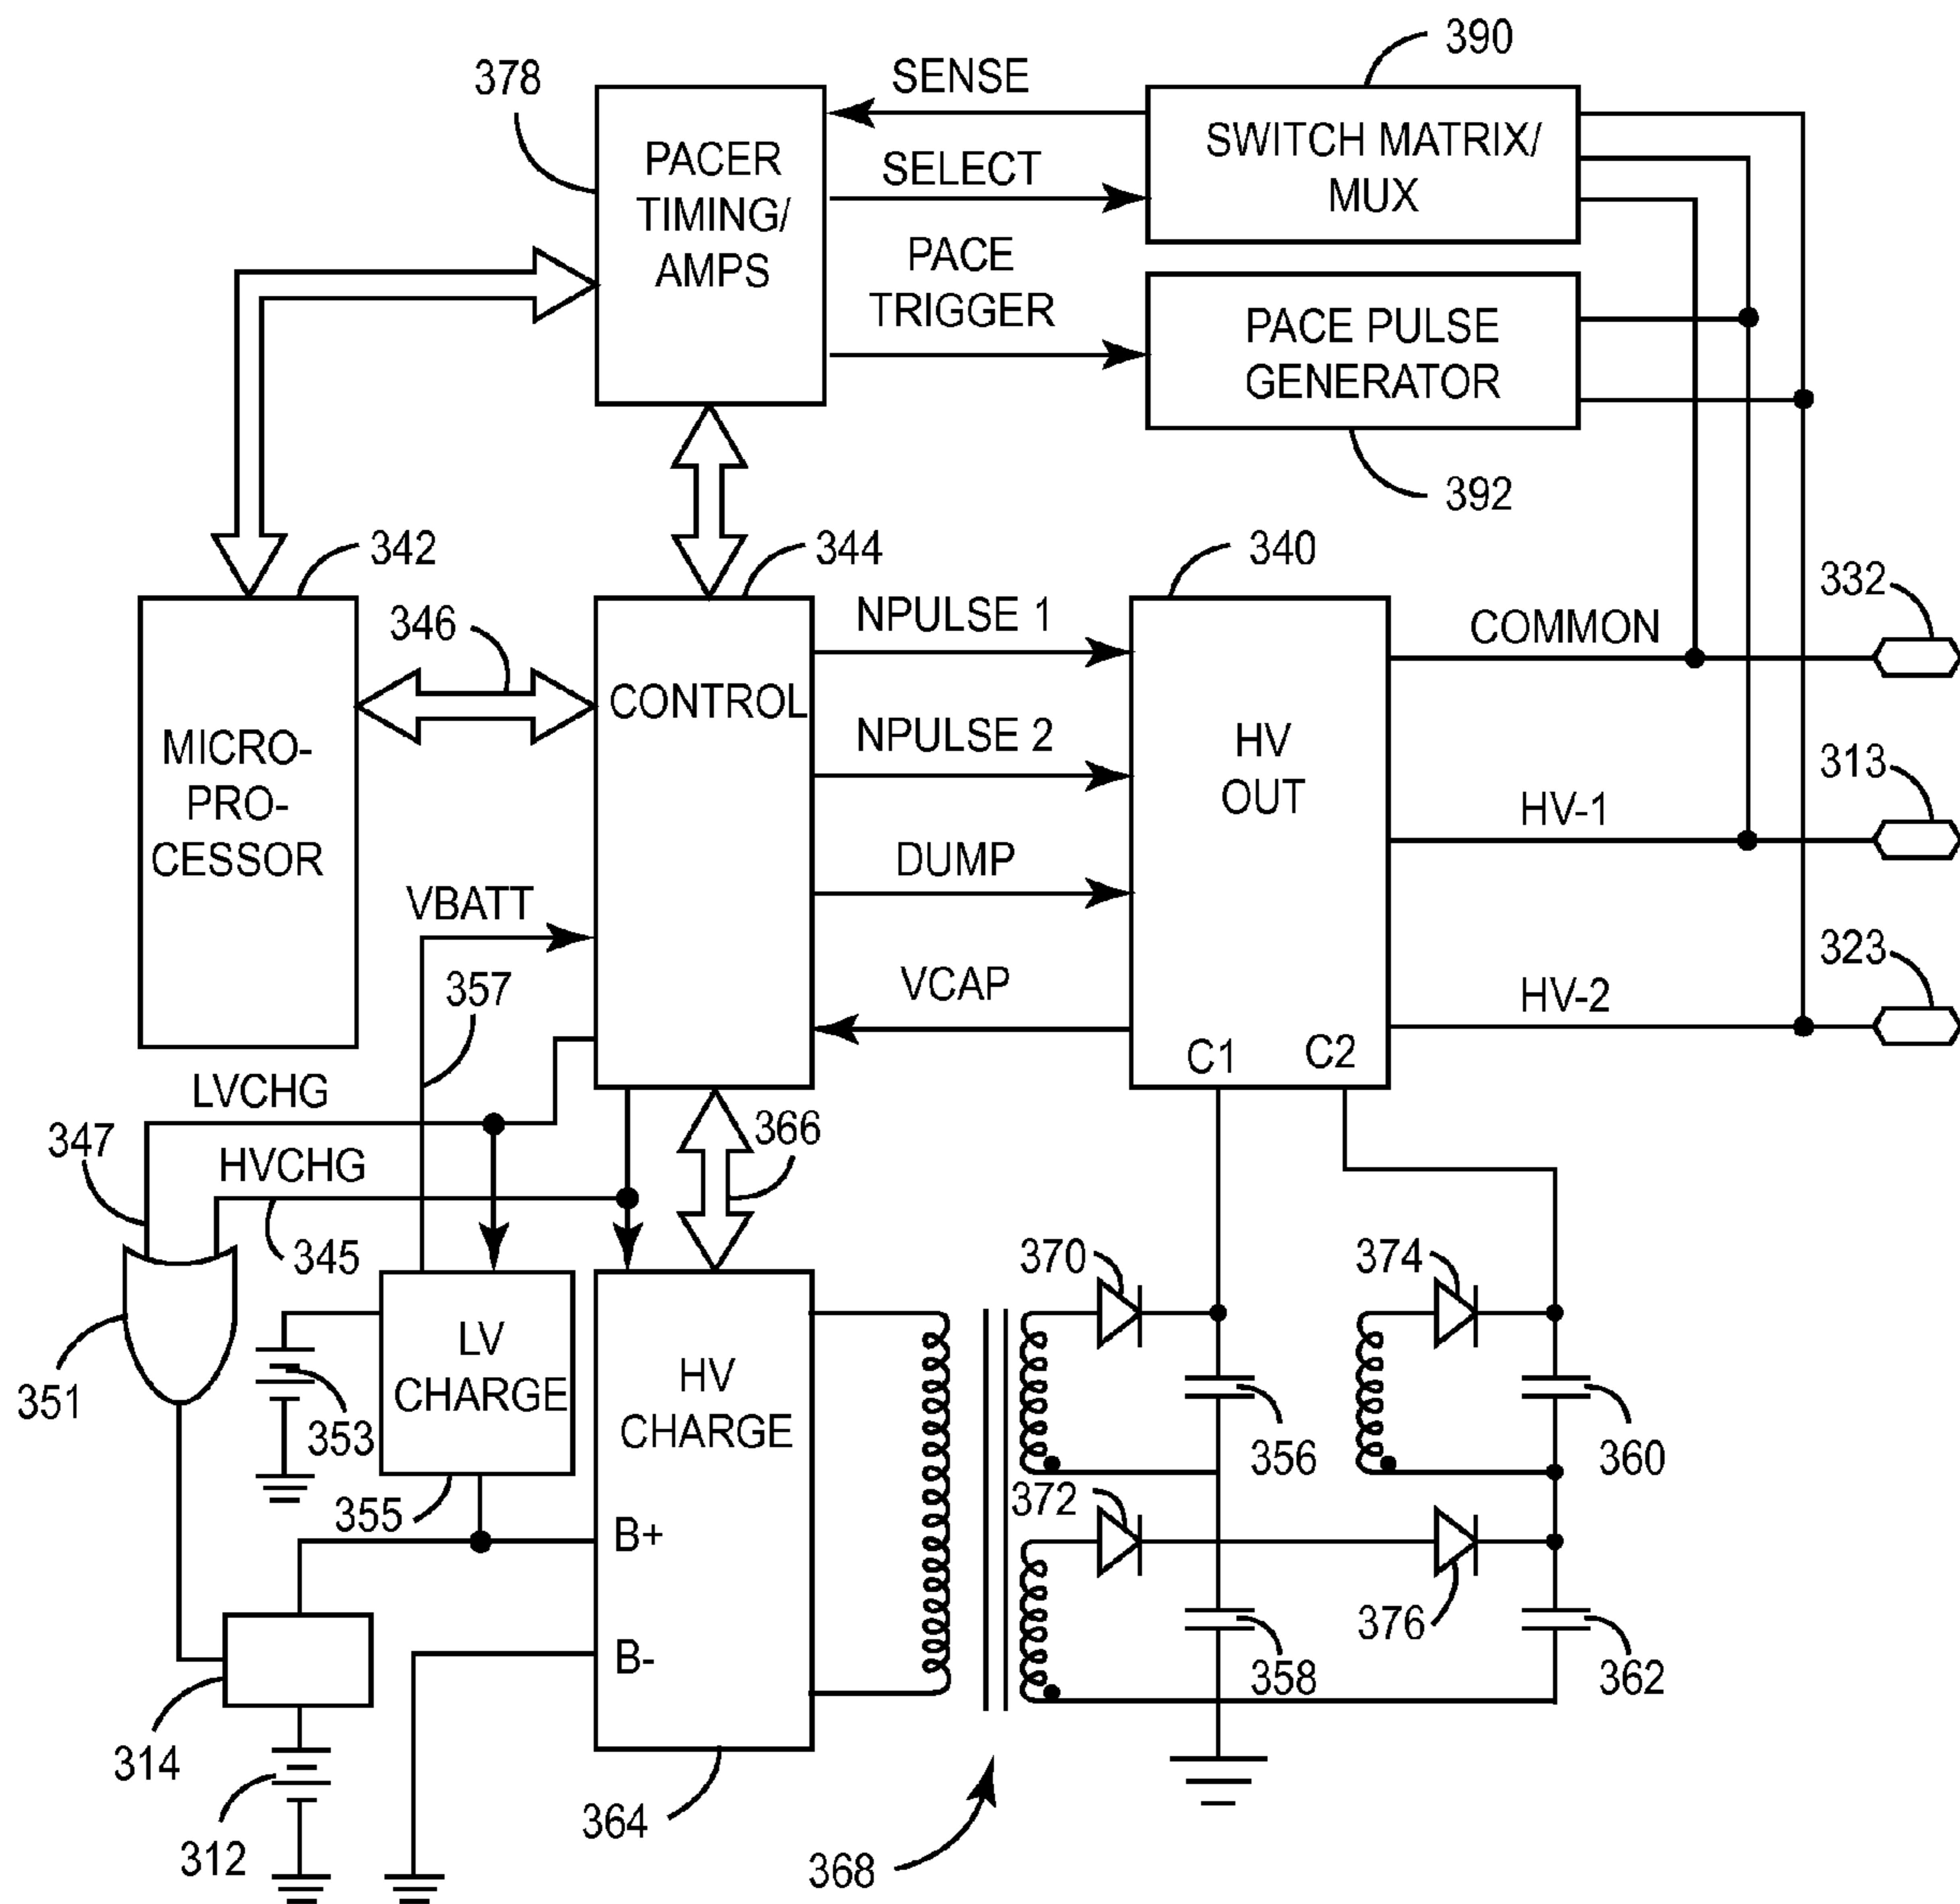 390
SENSE
378
PACER
TIMING/
AMPS
SWITCH MATRIX/
MUX
SELECT
PACE
TRIGGER
PACE PULSE
GENERATOR
392
342
344
340
332
346
NPULSE 1
COMMON
CONTROL
MICRO-
PRO-
CESSOR
NPULSE 2
HV
OUT
313
HV-1
DUMP
VBATT
357
VCAP
323
HV-2
C1
C2
LVCHG
347
366
HVCHG
345
370
374
LV
CHARGE
HV
CHARGE
351
353
356
360
355
372
B+
376
B-
358
362
314
364
312
368